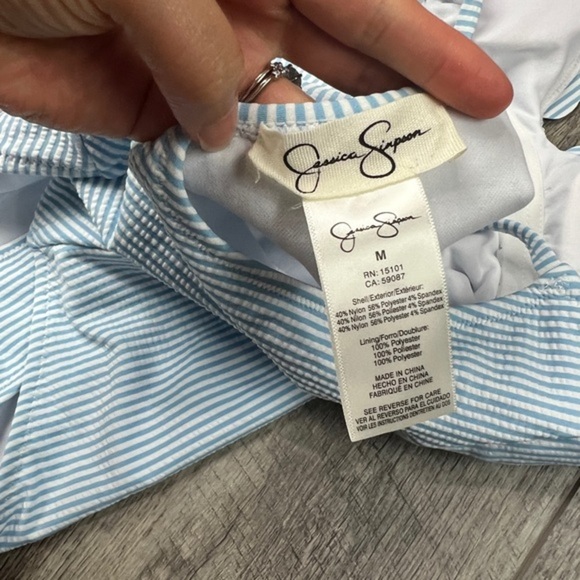 Jessica Simpson
Jessica Simpson
M
RN: 15101
CA: 59087
Shell/Exterior/Extérieur:
40% Nylon 56% Polyester 4% Spandex
40% Nilon 56% Poliester 4% Spandex
40% Nylon 56% Polyester 4% Spandex
Lining/Forro/Doublure:
100% Polyester
100% Poliester
100% Polyester
MADE IN CHINA
HECHO EN CHINA
FABRIQUÉ EN CHINE
SEE REVERSE FOR CARE
VER AL REVERSO PARA EL CUIDADO
VOIR LES INSTRUCTIONS D'ENTRETIEN AU DOS